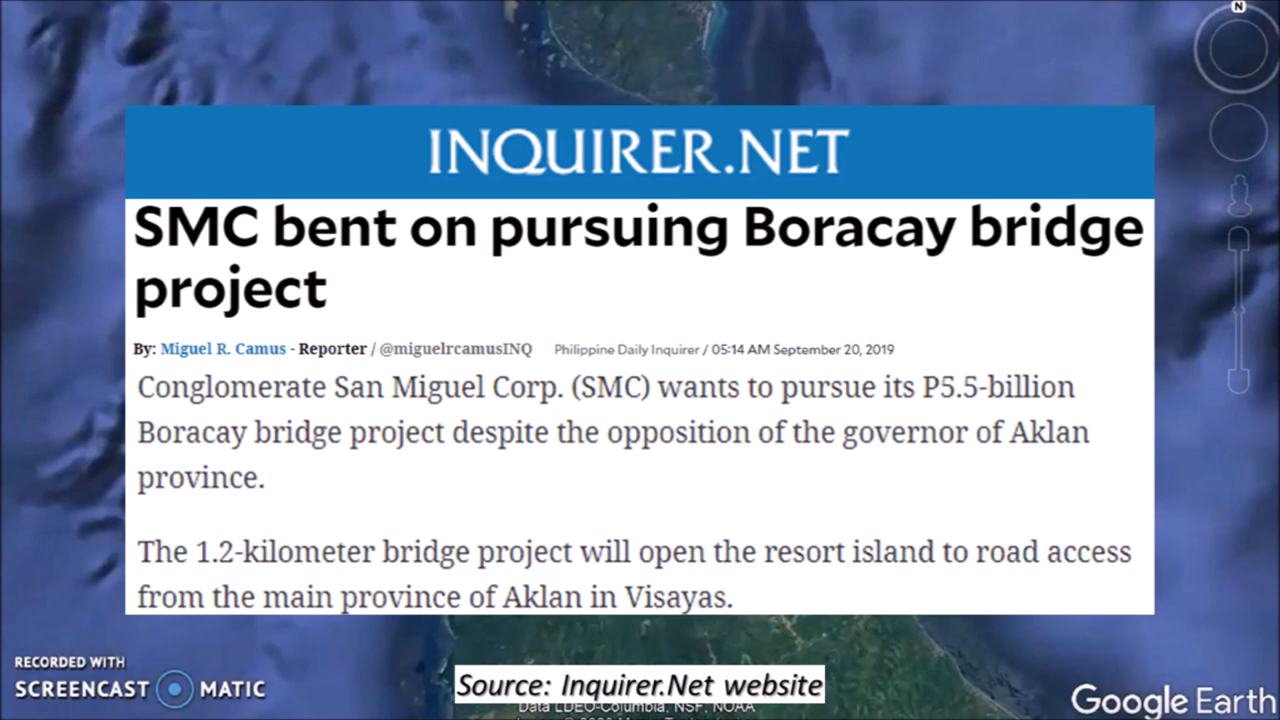 N
INQUIRER.NET
SMC bent on pursuing Boracay bridge
project
By: Miguel R. Camus - Reporter / @miguelrcamusINQ Philippine Daily Inquirer / 05:14 AM September 20, 2019
Conglomerate San Miguel Corp. (SMC) wants to pursue its P5.5-billion
Boracay bridge project despite the opposition of the governor of Aklan
province.
The 1.2-kilometer bridge project will open the resort island to road access
from the main province of Aklan in Visayas.
RECORDED WITH
SCREENCAST MATIC
Source: Inquirer.Net website
Data LDEO-Columbia, NSF, NOAA
Google Earth